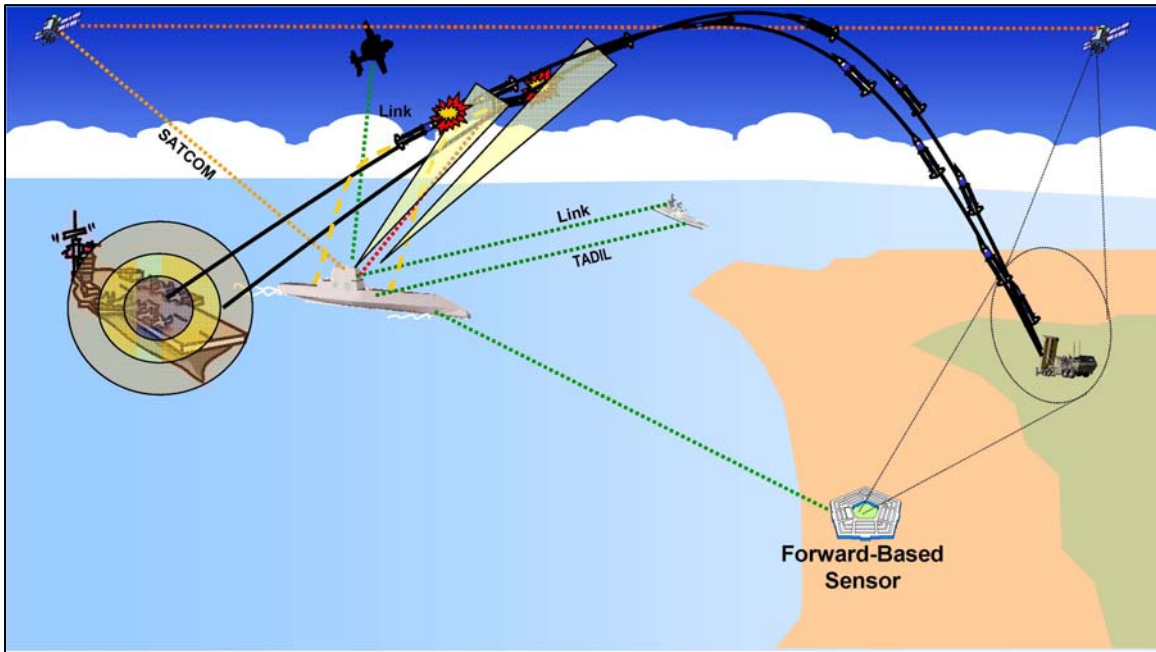 Link
SATCOM
Link
TADIL
Forward-Based
Sensor